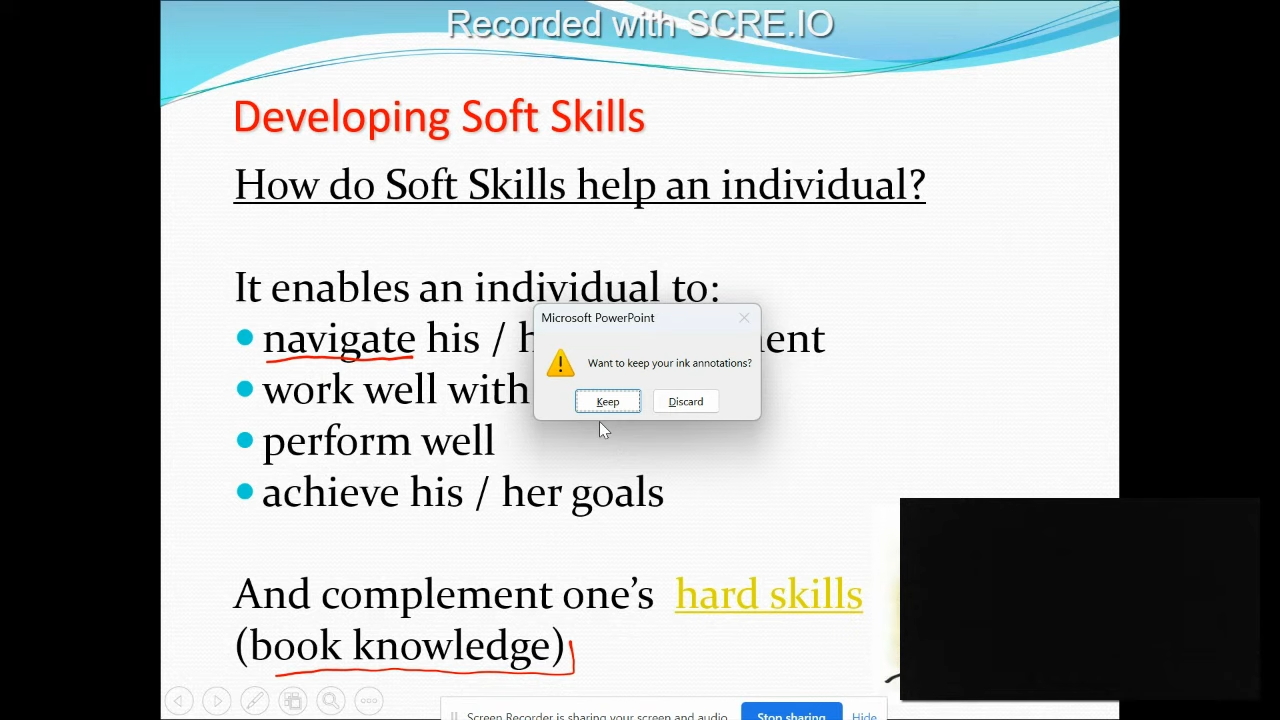 Recorded with SCRE.IO
Developing Soft Skills
How do Soft Skills help an individual?
It enables an individual to:
navigate his / ment
Microsoft PowerPoint
Want to keep your ink annotations?
work well with
Keep Discard
perform well
achieve his / her goals
And complement one’s hard skills
(book knowledge)
Screen Recorder is sharing your screen and audio. Stop sharing Hide